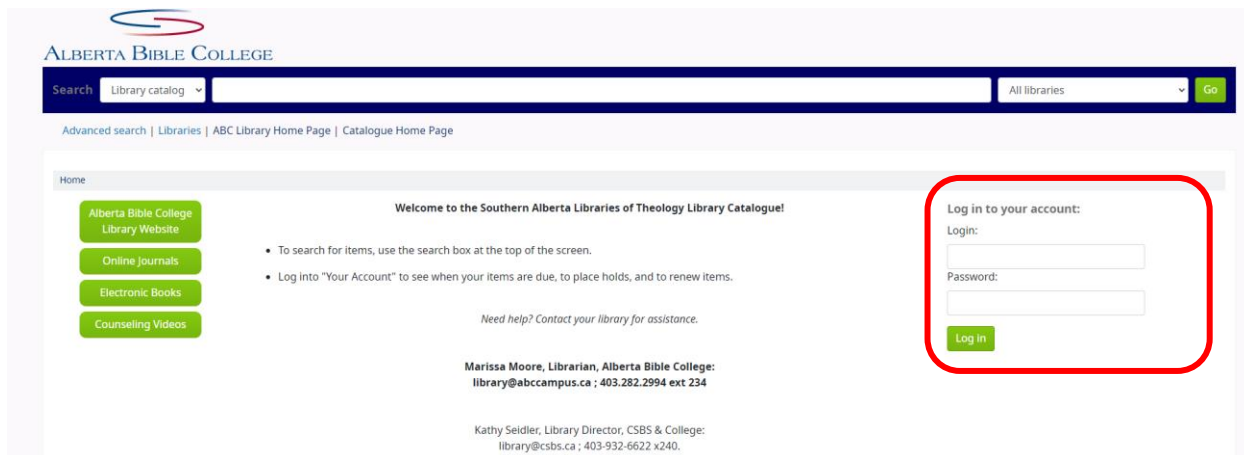 ALBERTA BIBLE COLLEGE
Search Library catalog All libraries Go
Advanced search | Libraries | ABC Library Home Page | Catalogue Home Page
Home
Alberta Bible College
Library Website
Online Journals
Electronic Books
Counseling Videos
Welcome to the Southern Alberta Libraries of Theology Library Catalogue!
• To search for items, use the search box at the top of the screen.
• Log into "Your Account" to see when your items are due, to place holds, and to renew items.
Need help? Contact your library for assistance.
Marissa Moore, Librarian, Alberta Bible College:
library@abccampus.ca ; 403.282.2994 ext 234
Kathy Seidler, Library Director, CSBS & College:
library@csbs.ca ; 403-932-6622 x240.
Log in to your account:
Login:
Password:
Log in